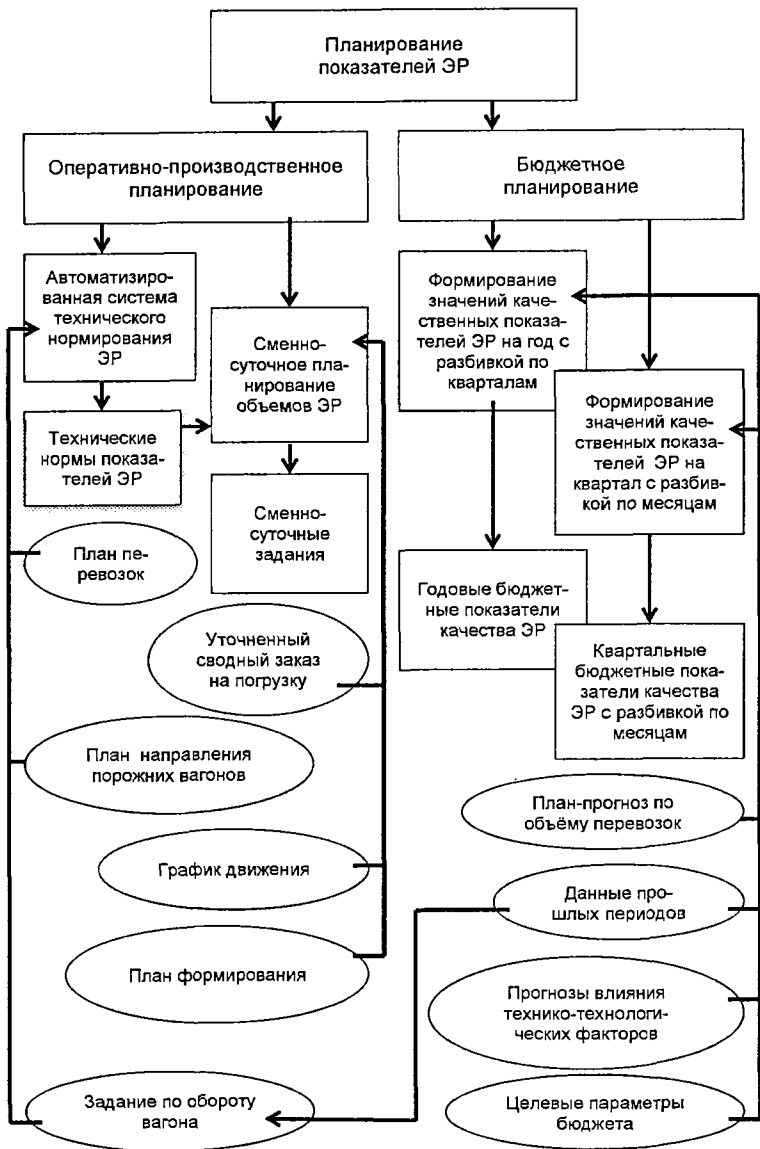 Планирование
показателей ЭР
Оперативно-производственное
планирование
Бюджетное
планирование
Автоматизиро-
ванная система
технического
нормирования
ЭР
Технические
нормы показа-
телей ЭР
Сменно-
суточное пла-
нирование
объемов ЭР
Сменно-
суточные
задания
Формирование
значений качe-
ственных показа-
телей ЭР на год с
разбивкой по
кварталам
Формирование
значений каче-
ственных показа-
телей ЭР на
квартал с разбив-
кой по месяцам
Годовые бюджет-
ные показатели
качества ЭР
Квартальные
бюджетные пока-
затели качества
ЭР с разбивкой по
месяцам
План пе-
ревозок
Уточненный
сводный заказ
на погрузку
План направления
порожних вагонов
График движения
План формирования
Задание по обороту
вагона
План-прогноз по
объёму перевозок
Данные про-
шлых периодов
Прогнозы влияния
технико-технологи-
ческих факторов
Целевые параметры
бюджета